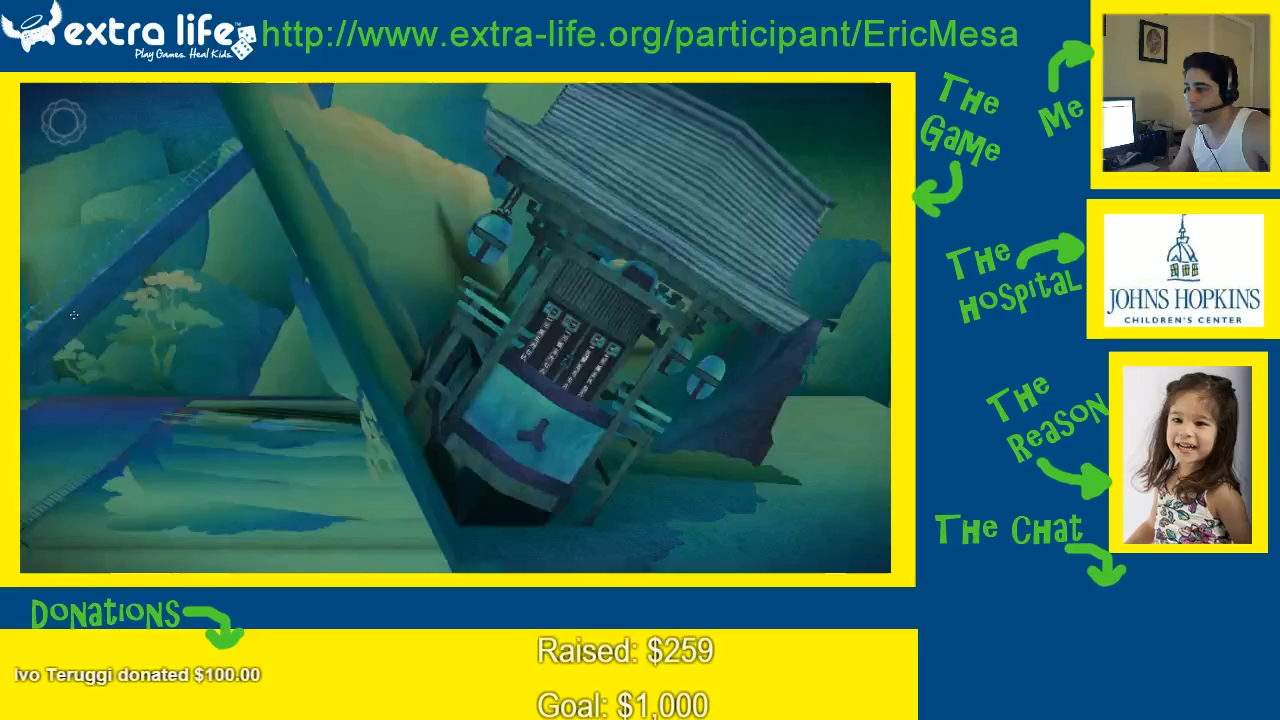 extra life
Play Games. Heal Kids.
http://www.extra-life.org/participant/EricMesa
The
Game
Me
The
Hospital
JOHNS HOPKINS
CHILDREN'S CENTER
The
Reason
The Chat
Donations
Ivo Teruggi donated $100.00
Raised: $259
Goal: $1,000